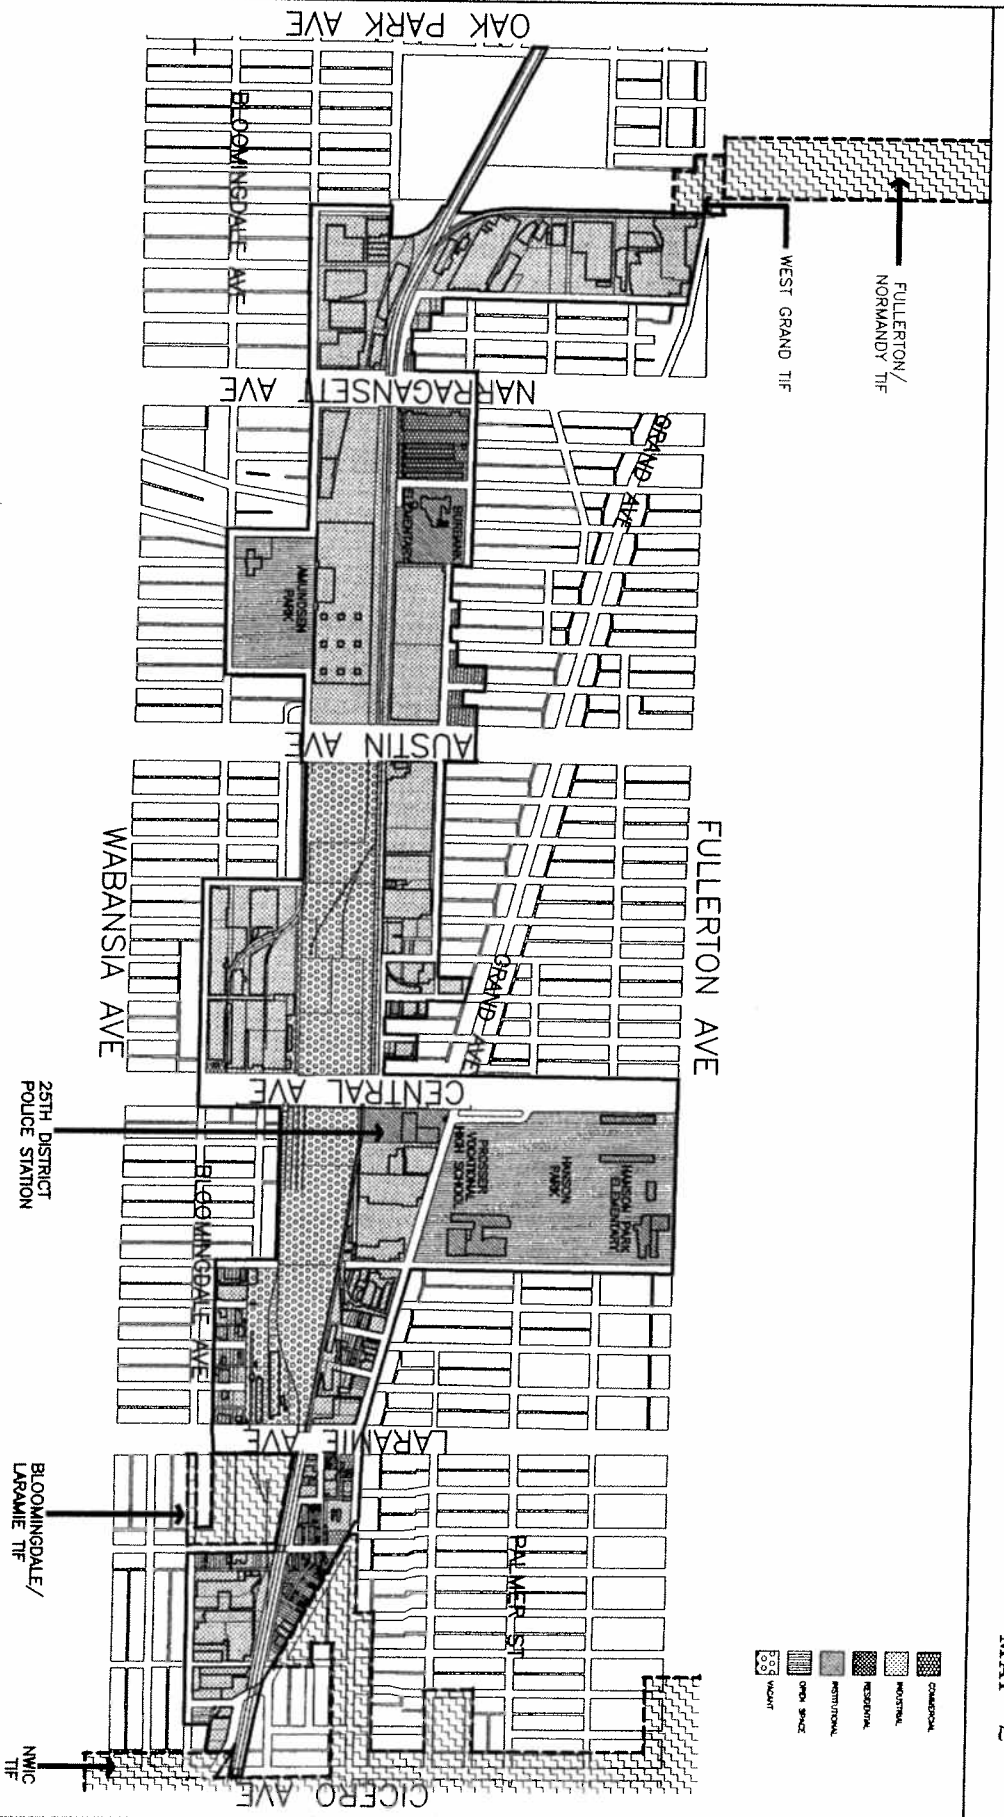 OAK PARK AVE
BLOOMINGDALE AVE
FULLERTON/
NORMANDY TIF
WEST GRAND TIF
NARRAGANSETT AVE
GRAND AVE
BURBANK
ELEMENTARY
AMUNDSEN
PARK
AUSTIN AVE
FULLERTON AVE
WABANSIA AVE
GRAND AVE
CENTRAL AVE
25TH DISTRICT
POLICE STATION
PROSSER
VOCATIONAL
HIGH SCHOOL
HANSON
PARK
HANSON PARK
ELEMENTARY
BLOOMINGDALE AVE
LARAMIE AVE
BLOOMINGDALE/
LARAMIE TIF
PALMER ST
COMMERCIAL
INDUSTRIAL
RESIDENTIAL
INSTITUTIONAL
OPEN SPACE
VACANT
NWIC
TIF
CICERO AVE